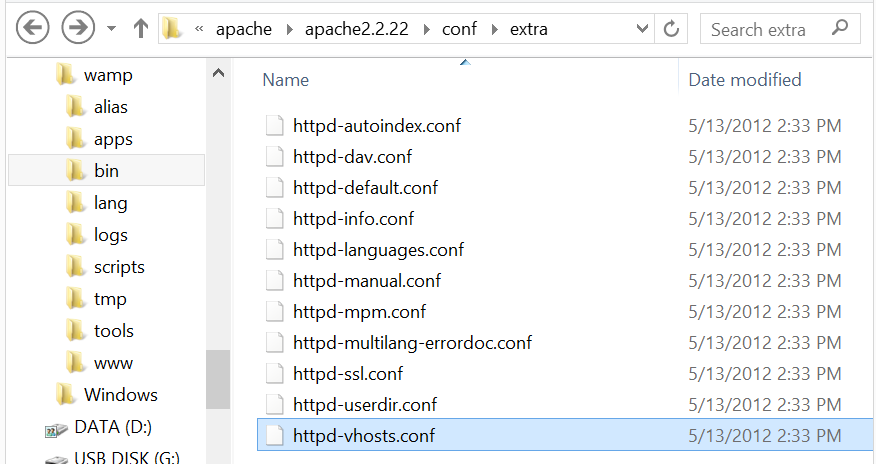 « apache apache2.2.22 conf extra
Search extra
wamp
alias
apps
bin
lang
logs
scripts
tmp
tools
www
Windows
DATA (D:)
USB DISK (G:)
Name Date modified
httpd-autoindex.conf 5/13/2012 2:33 PM
httpd-dav.conf 5/13/2012 2:33 PM
httpd-default.conf 5/13/2012 2:33 PM
httpd-info.conf 5/13/2012 2:33 PM
httpd-languages.conf 5/13/2012 2:33 PM
httpd-manual.conf 5/13/2012 2:33 PM
httpd-mpm.conf 5/13/2012 2:33 PM
httpd-multilang-errordoc.conf 5/13/2012 2:33 PM
httpd-ssl.conf 5/13/2012 2:33 PM
httpd-userdir.conf 5/13/2012 2:33 PM
httpd-vhosts.conf 5/13/2012 2:33 PM